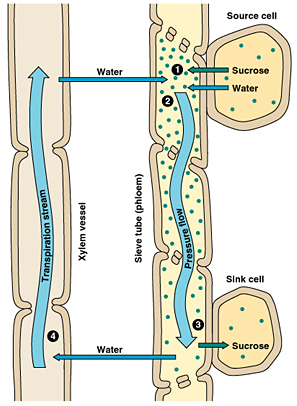 Source cell
Water
1
Sucrose
2
Water
Transpiration stream
Xylem vessel
Sieve tube (phloem)
Pressure flow
Sink cell
3
4
Water
Sucrose